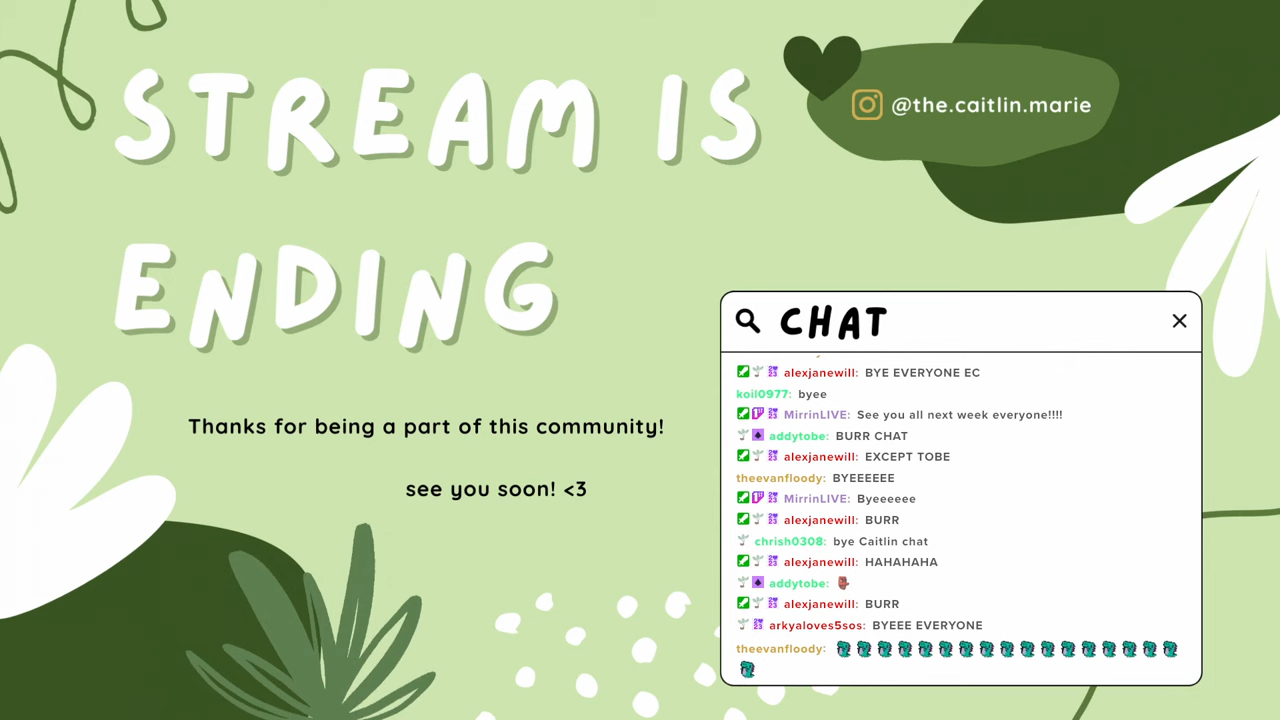 STREAM IS
ENDING
@the.caitlin.marie
Thanks for being a part of this community!
see you soon! <3
CHAT
alexjanewill: BYE EVERYONE EC
koil0977: byee
MirrinLIVE: See you all next week everyone!!!!
addytobe: BURR CHAT
alexjanewill: EXCEPT TOBE
theevanfloody: BYEEEEEE
MirrinLIVE: Byeeeeee
alexjanewill: BURR
chrish0308: bye Caitlin chat
alexjanewill: HAHAHAHA
addytobe:
alexjanewill: BURR
arkyaloves5sos: BYEEE EVERYONE
theevanfloody: